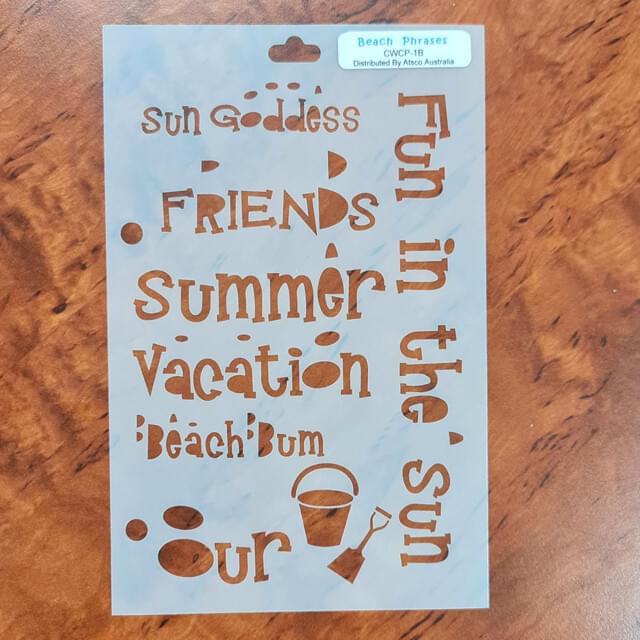 Beach Phrases
CWCP-1B
Distributed By Atsco Australia
Sun Goddess
FRIENDS
Summer
Vacation
Beach Bum
Our
Fun in the Sun